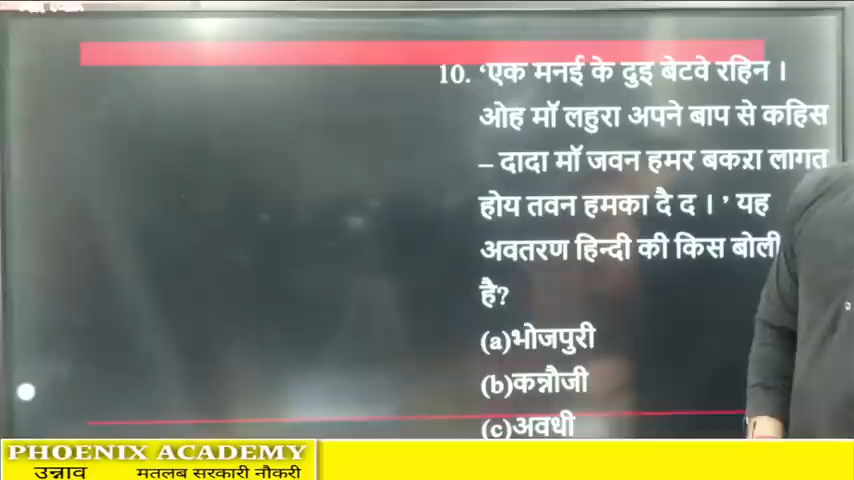 10. ‘एक मनई के दुइ बेटवे रहिन ।
ओह मॉ लहुरा अपने बाप से कहिस
– दादा मॉ जवन हमर बकऱा लागत
होय तवन हमका दै द । ’ यह
अवतरण हिन्दी की किस बोली
है?
(a)भोजपुरी
(b)कन्नौजी
(c)अवधी
PHOENIX ACADEMY
उन्नाव मतलब सरकारी नौकरी